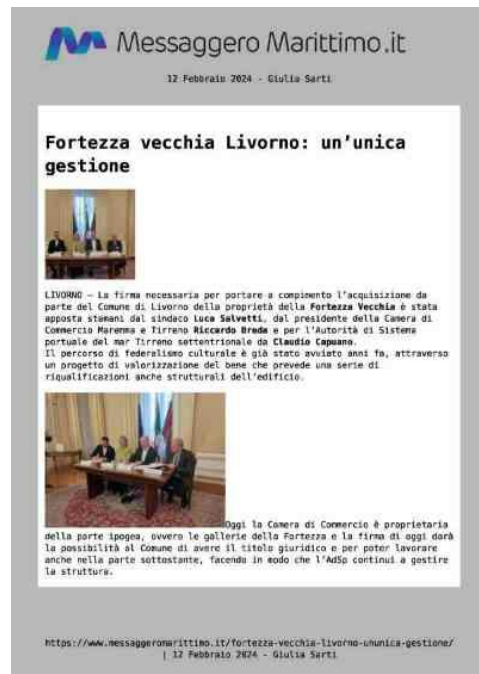 Messaggero Marittimo.it
12 Febbraio 2024 - Giulia Sarti
Fortezza vecchia Livorno: un'unica
gestione
LIVORNO – La firma necessaria per portare a compimento l'acquisizione da
parte del Comune di Livorno della proprietà della Fortezza Vecchia è stata
apposta stamani dal sindaco Luca Salvetti, dal presidente della Camera di
Commercio Maremma e Tirreno Riccardo Breda e per l'Autorità di Sistema
portuale del mar Tirreno settentrionale da Claudio Capuano.
Il percorso di federalismo culturale è già stato avviato anni fa, attraverso
un progetto di valorizzazione del bene che prevede una serie di
riqualificazioni anche strutturali dell'edificio.
Oggi la Camera di Commercio è proprietaria
della parte ipogea, ovvero le gallerie della Fortezza e la firma di oggi darà
la possibilità al Comune di avere il titolo giuridico e per poter lavorare
anche nella parte sottostante, facendo in modo che l'AdSp continui a gestire
la struttura.
https://www.messaggeromarittimo.it/fortezza-vecchia-livorno-ununica-gestione/
| 12 Febbraio 2024 - Giulia Sarti